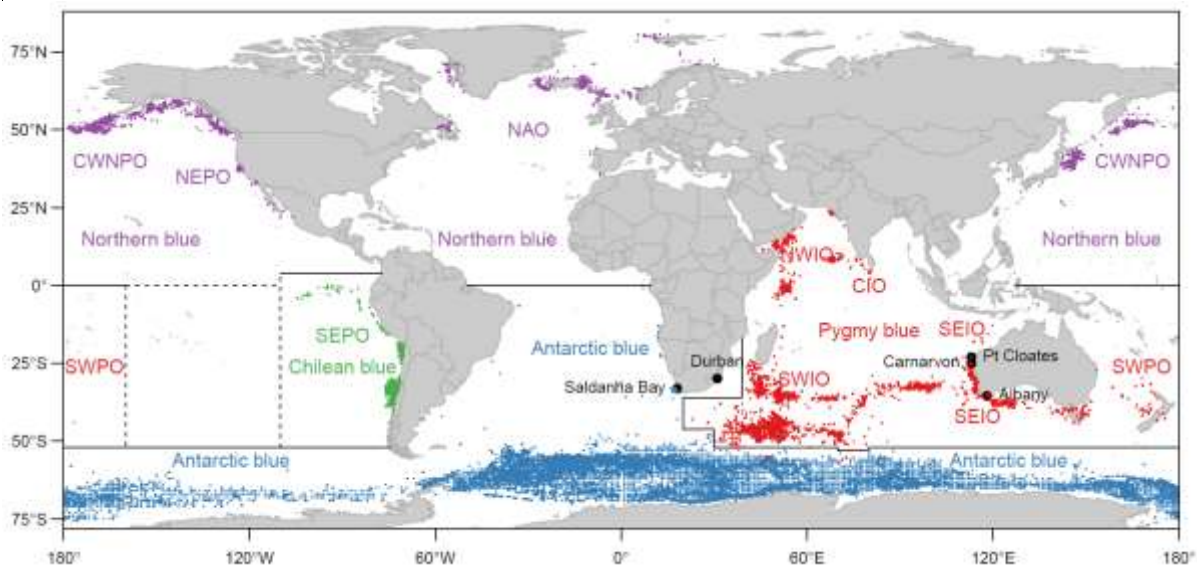 75°N
50°N
NAO
CWNPO
CWNPO
NEPO
25°N
Northern blue
Northern blue
Northern blue
NWIO
CIO
0°
SEPO
Antarctic blue
Pygmy blue
SEIO
SWPO
Chilean blue
Durban
Carnarvon
Pt Cloates
SWPO
25°S
Saldanha Bay
SWIO
Albany
SEIO
50°S
Antarctic blue
Antarctic blue
75°S
180° 120°W 60°W 0° 60°E 120°E 180°